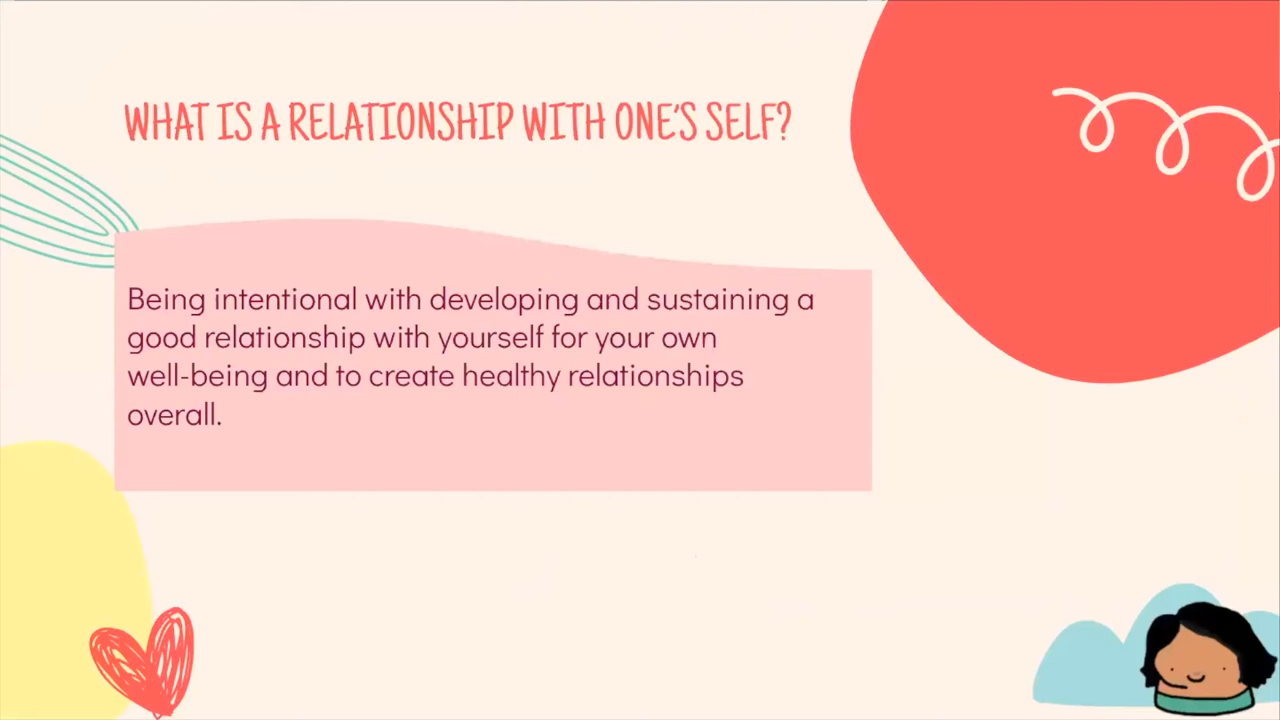 WHAT IS A RELATIONSHIP WITH ONE'S SELF?
Being intentional with developing and sustaining a
good relationship with yourself for your own
well-being and to create healthy relationships
overall.